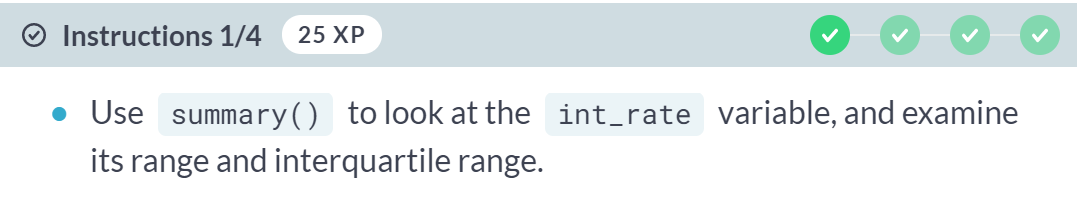 Instructions 1/4 25 XP
Use summary() to look at the int_rate variable, and examine
its range and interquartile range.